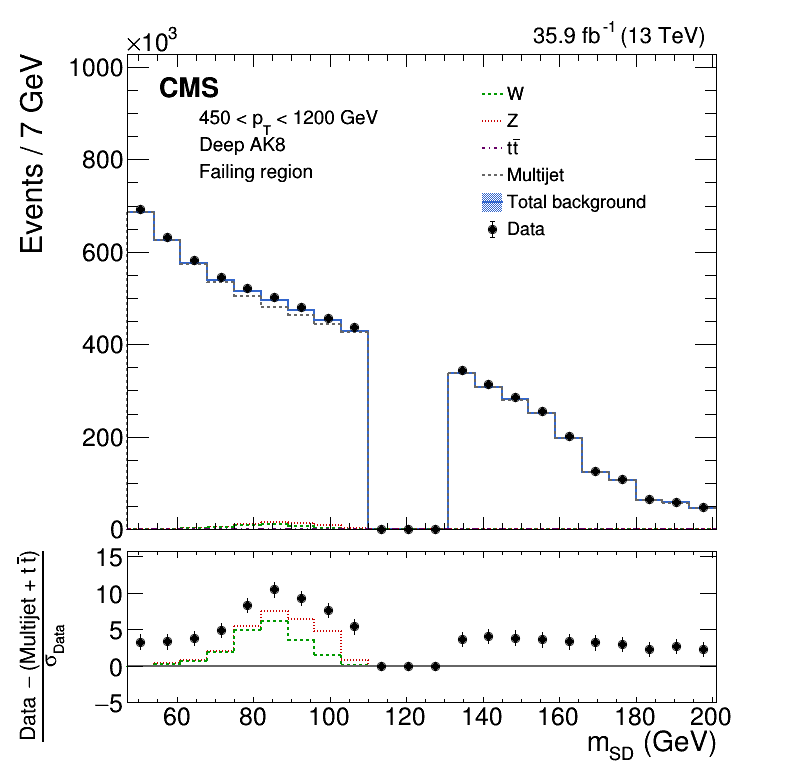 ×10³
35.9 fb⁻¹ (13 TeV)
Events / 7 GeV
1000
800
600
400
200
0
CMS
450 < p_T < 1200 GeV
Deep AK8
Failing region
W
Z
tt̄
Multijet
Total background
Data
15
10
5
0
−5
Data − (Multijet + tt̄)
σ_Data
60 80 100 120 140 160 180 200
m_SD (GeV)